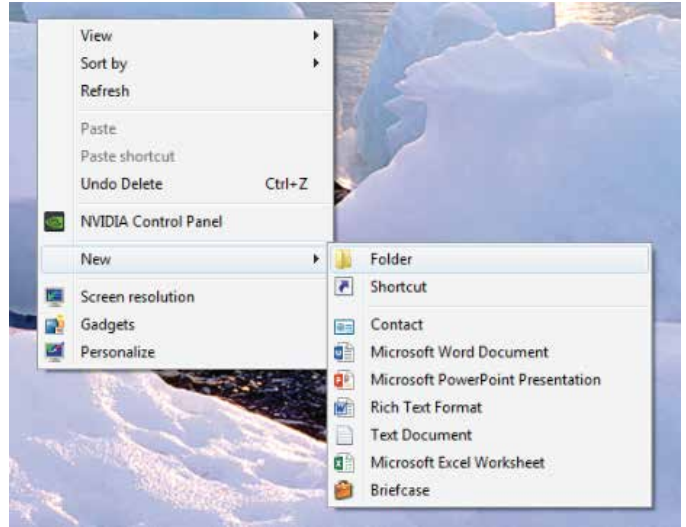 View
Sort by
Refresh
Paste
Paste shortcut
Undo Delete Ctrl+Z
NVIDIA Control Panel
New
Screen resolution
Gadgets
Personalize
Folder
Shortcut
Contact
Microsoft Word Document
Microsoft PowerPoint Presentation
Rich Text Format
Text Document
Microsoft Excel Worksheet
Briefcase